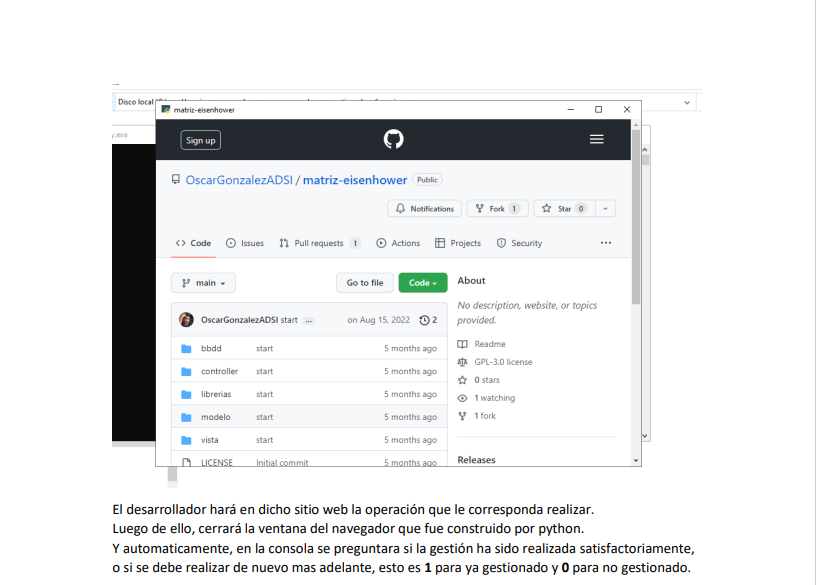 Disco local
matriz-eisenhower
y.exe
Sign up
OscarGonzalezADSI / matriz-eisenhower Public
Notifications Fork 1 Star 0
Code Issues Pull requests 1 Actions Projects Security ...
main Go to file Code
About
No description, website, or topics
provided.
OscarGonzalezADSI start ... on Aug 15, 2022 2
Readme
bbdd start 5 months ago
GPL-3.0 license
controller start 5 months ago
0 stars
librerias start 5 months ago
1 watching
modelo start 5 months ago
1 fork
vista start 5 months ago
LICENSE Initial commit 5 months ago
Releases
El desarrollador hará en dicho sitio web la operación que le corresponda realizar.
Luego de ello, cerrará la ventana del navegador que fue construido por python.
Y automaticamente, en la consola se preguntara si la gestión ha sido realizada satisfactoriamente,
o si se debe realizar de nuevo mas adelante, esto es 1 para ya gestionado y 0 para no gestionado.